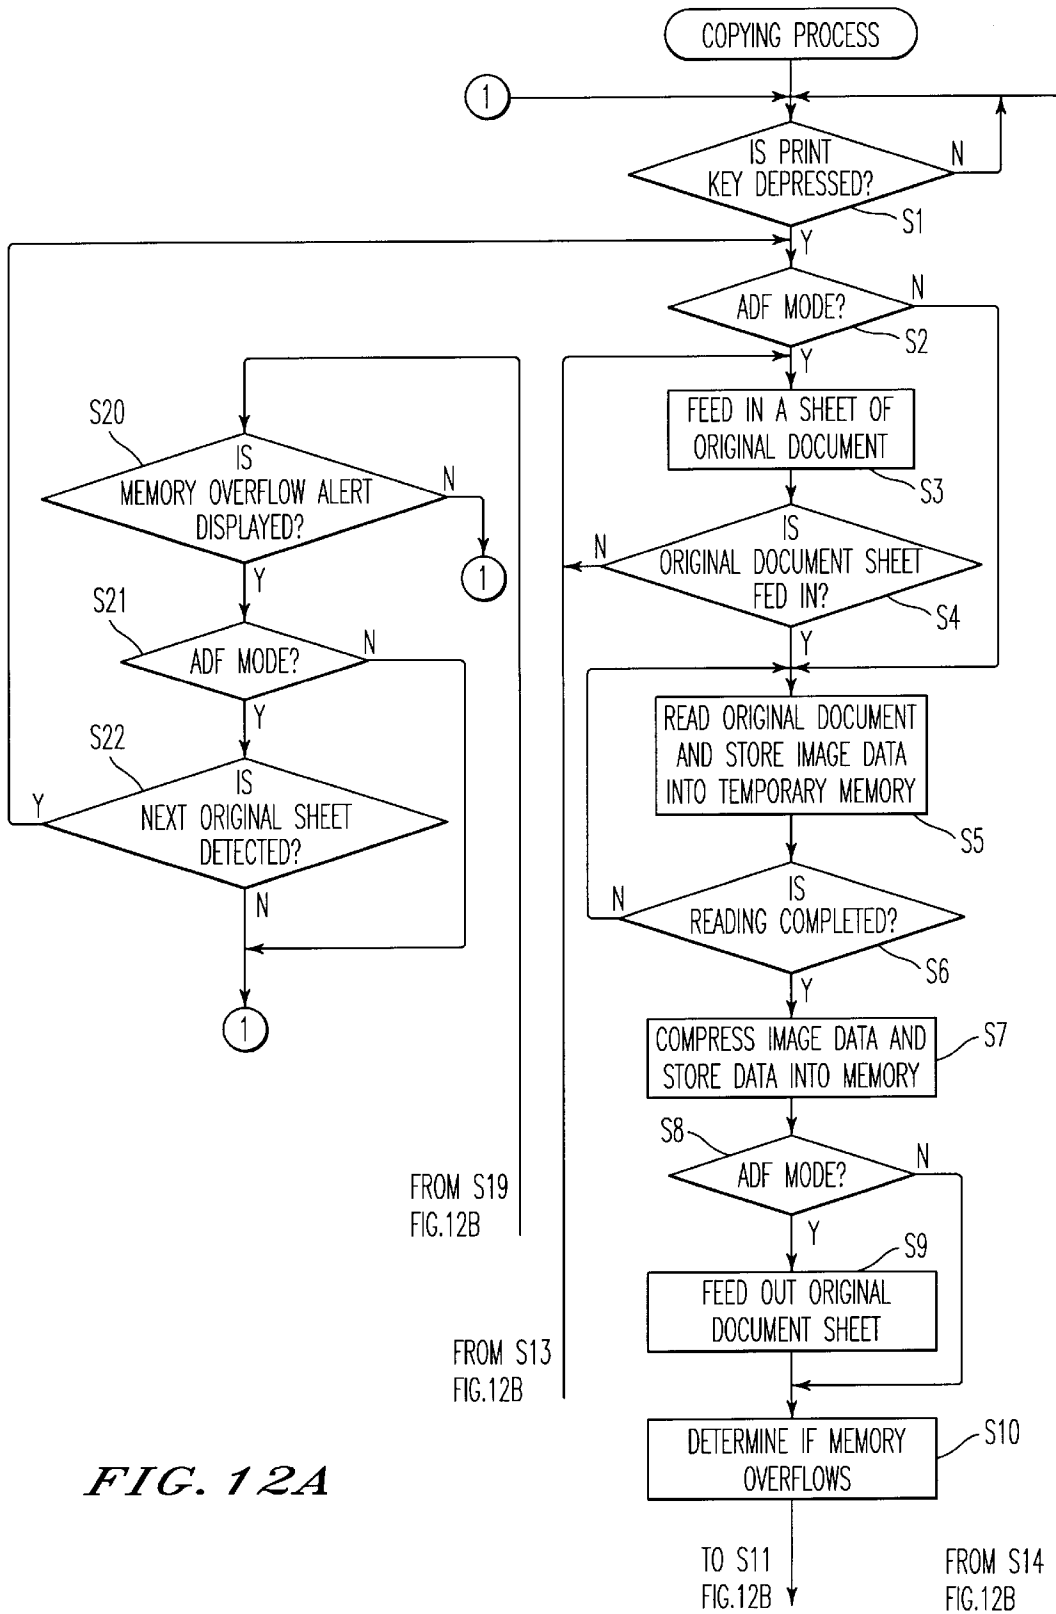 COPYING PROCESS
1
IS PRINT
KEY DEPRESSED?
N
S1
Y
ADF MODE?
N
S2
Y
FEED IN A SHEET OF
ORIGINAL DOCUMENT
S3
IS
ORIGINAL DOCUMENT SHEET
FED IN?
N
S4
Y
READ ORIGINAL DOCUMENT
AND STORE IMAGE DATA
INTO TEMPORARY MEMORY
S5
IS
READING COMPLETED?
N
S6
Y
COMPRESS IMAGE DATA AND
STORE DATA INTO MEMORY
S7
S8
ADF MODE?
N
Y
S9
FEED OUT ORIGINAL
DOCUMENT SHEET
DETERMINE IF MEMORY
OVERFLOWS
S10
TO S11
FIG.12B
FROM S14
FIG.12B
S20
IS
MEMORY OVERFLOW ALERT
DISPLAYED?
N
1
Y
S21
ADF MODE?
N
Y
S22
IS
NEXT ORIGINAL SHEET
DETECTED?
Y
N
1
FROM S19
FIG.12B
FROM S13
FIG.12B
FIG. 12A